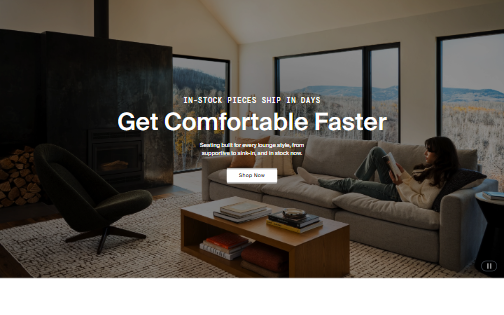 IN-STOCK PIECES SHIP IN DAYS
Get Comfortable Faster
Seating built for every lounge style, from
supportive to sink-in, and in stock now.
Shop Now